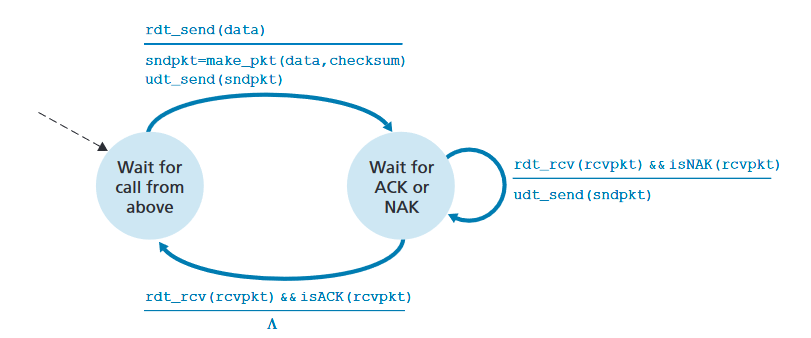 rdt_send(data)
sndpkt=make_pkt(data,checksum)
udt_send(sndpkt)
Wait for
call from
above
Wait for
ACK or
NAK
rdt_rcv(rcvpkt) && isNAK(rcvpkt)
udt_send(sndpkt)
rdt_rcv(rcvpkt) && isACK(rcvpkt)
Λ